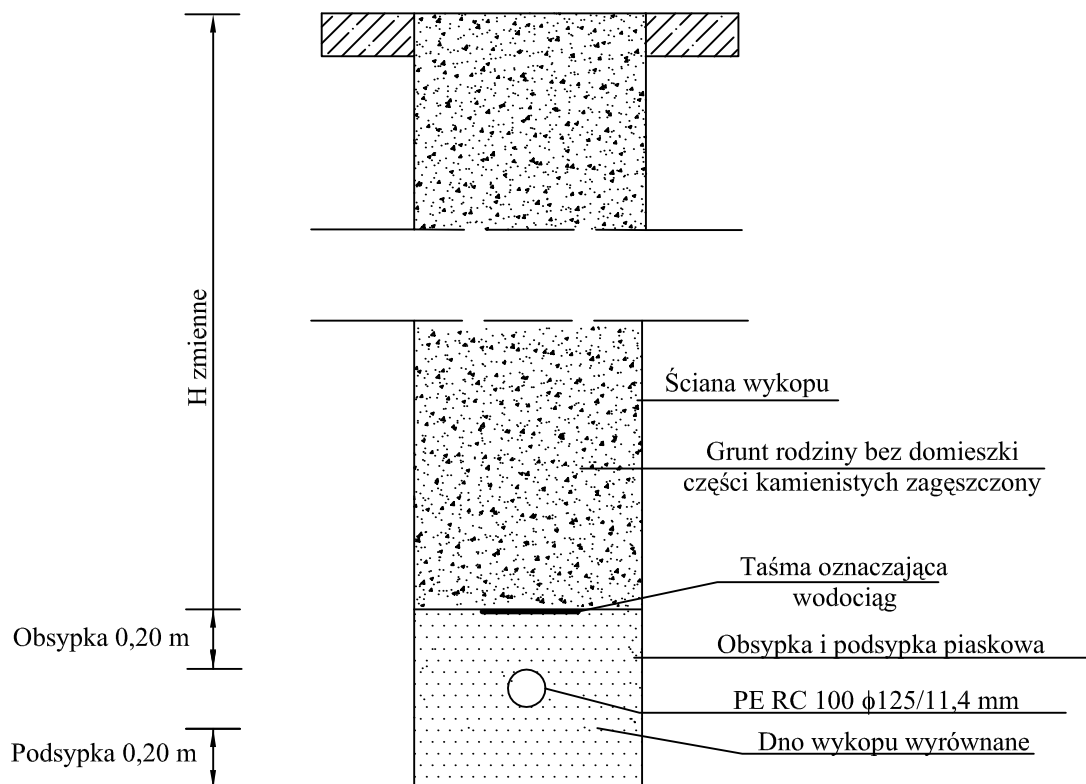 H zmienne
Ściana wykopu
Grunt rodziny bez domieszki
części kamienistych zagęszczony
Taśma oznaczająca
wodociąg
Obsypka 0,20 m
Obsypka i podsypka piaskowa
PE RC 100 ϕ125/11,4 mm
Dno wykopu wyrównane
Podsypka 0,20 m